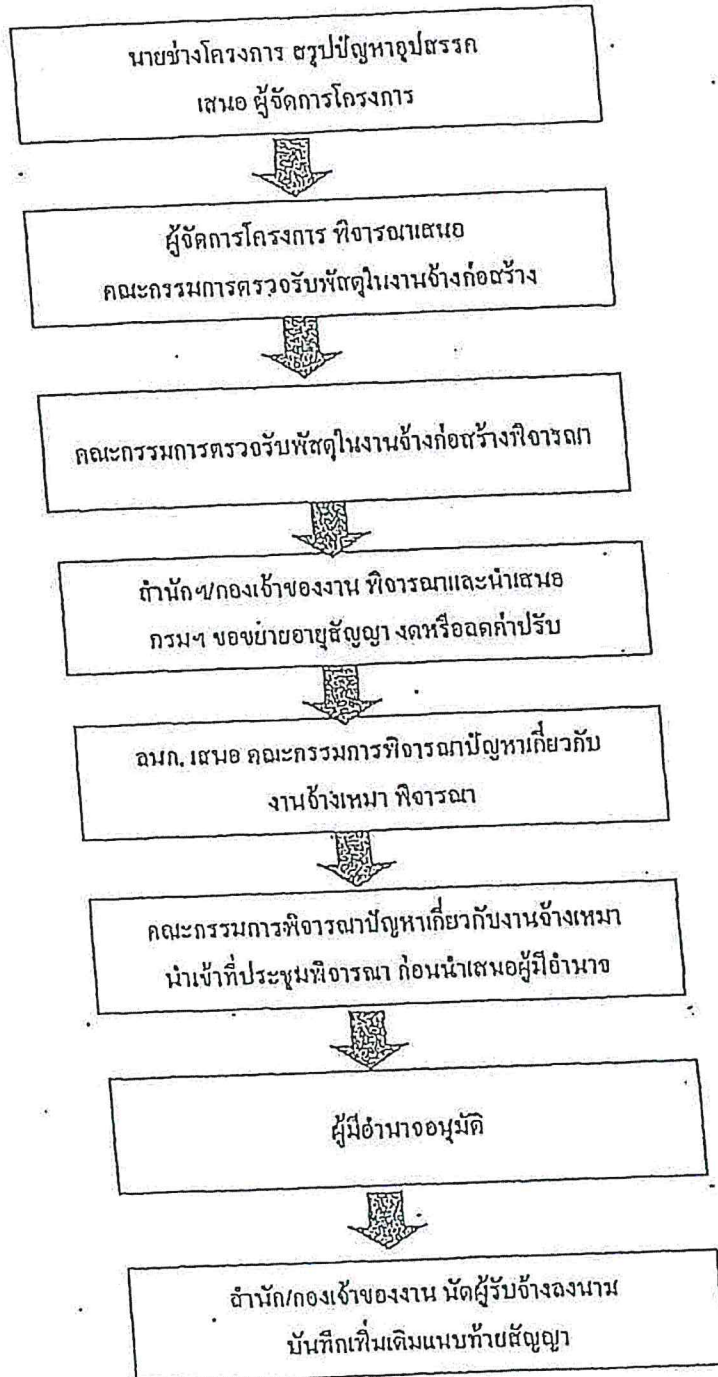 นายช่างโครงการ สรุปปัญหาอุปสรรค
เสนอ ผู้จัดการโครงการ
ผู้จัดการโครงการ พิจารณาเสนอ
คณะกรรมการตรวจรับพัสดุในงานจ้างก่อสร้าง
คณะกรรมการตรวจรับพัสดุในงานจ้างก่อสร้างพิจารณา
สำนักฯ/กองเจ้าของงาน พิจารณาและนำเสนอ
กรมฯ ขอขยายอายุสัญญา งดหรือลดค่าปรับ
ลนก. เสนอ คณะกรรมการพิจารณาปัญหาเกี่ยวกับ
งานจ้างเหมา พิจารณา
คณะกรรมการพิจารณาปัญหาเกี่ยวกับงานจ้างเหมา
นำเข้าที่ประชุมพิจารณา ก่อนนำเสนอผู้มีอำนาจ
ผู้มีอำนาจอนุมัติ
สำนัก/กองเจ้าของงาน นัดผู้รับจ้างลงนาม
บันทึกเพิ่มเติมแนบท้ายสัญญา